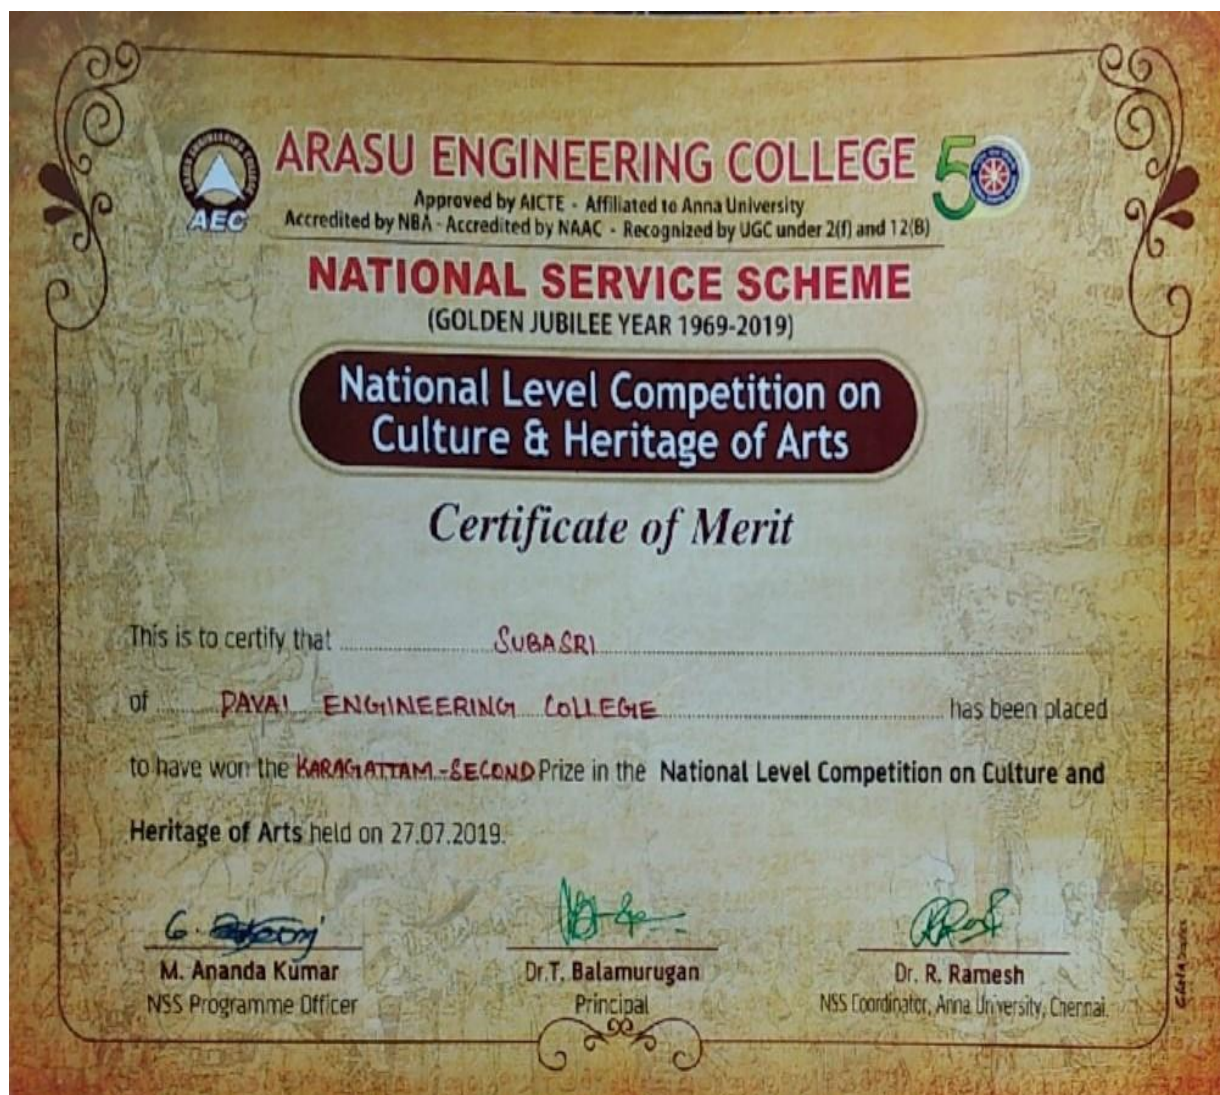 ARASU ENGINEERING COLLEGE
ARASU ENGINEERING COLLEGE
AEC
50
Approved by AICTE - Affiliated to Anna University
Accredited by NBA - Accredited by NAAC - Recognized by UGC under 2(f) and 12(B)
NATIONAL SERVICE SCHEME
(GOLDEN JUBILEE YEAR 1969-2019)
National Level Competition on
Culture & Heritage of Arts
Certificate of Merit
This is to certify that SUBASRI
of PAVAI ENGINEERING COLLEGE has been placed
to have won the KARAGATTAM-SECOND Prize in the National Level Competition on Culture and
Heritage of Arts held on 27.07.2019.
M. Ananda Kumar Dr.T. Balamurugan Dr. R. Ramesh
NSS Programme Officer Principal NSS Coordinator, Anna University, Chennai.